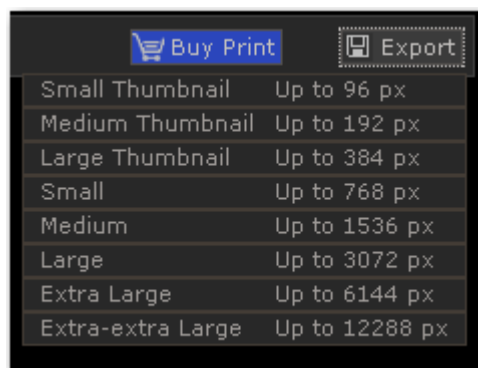 Buy Print Export
Small Thumbnail Up to 96 px
Medium Thumbnail Up to 192 px
Large Thumbnail Up to 384 px
Small Up to 768 px
Medium Up to 1536 px
Large Up to 3072 px
Extra Large Up to 6144 px
Extra-extra Large Up to 12288 px